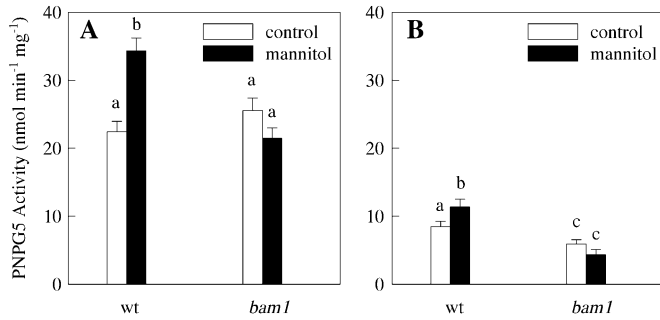 PNPG5 Activity (nmol min⁻¹ mg⁻¹)
40
30
20
10
0
A
control
mannitol
a
b
a
a
wt
bam1
40
30
20
10
0
B
control
mannitol
a
b
c
c
wt
bam1